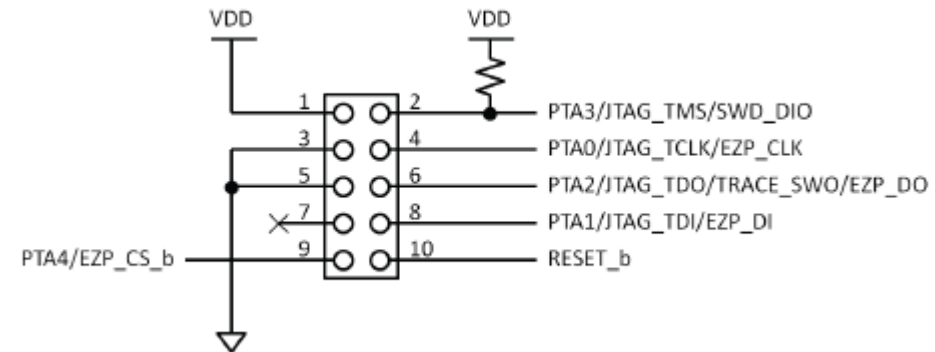 VDD VDD
1 2 PTA3/JTAG_TMS/SWD_DIO
3 4 PTA0/JTAG_TCLK/EZP_CLK
5 6 PTA2/JTAG_TDO/TRACE_SWO/EZP_DO
7 8 PTA1/JTAG_TDI/EZP_DI
PTA4/EZP_CS_b 9 10 RESET_b